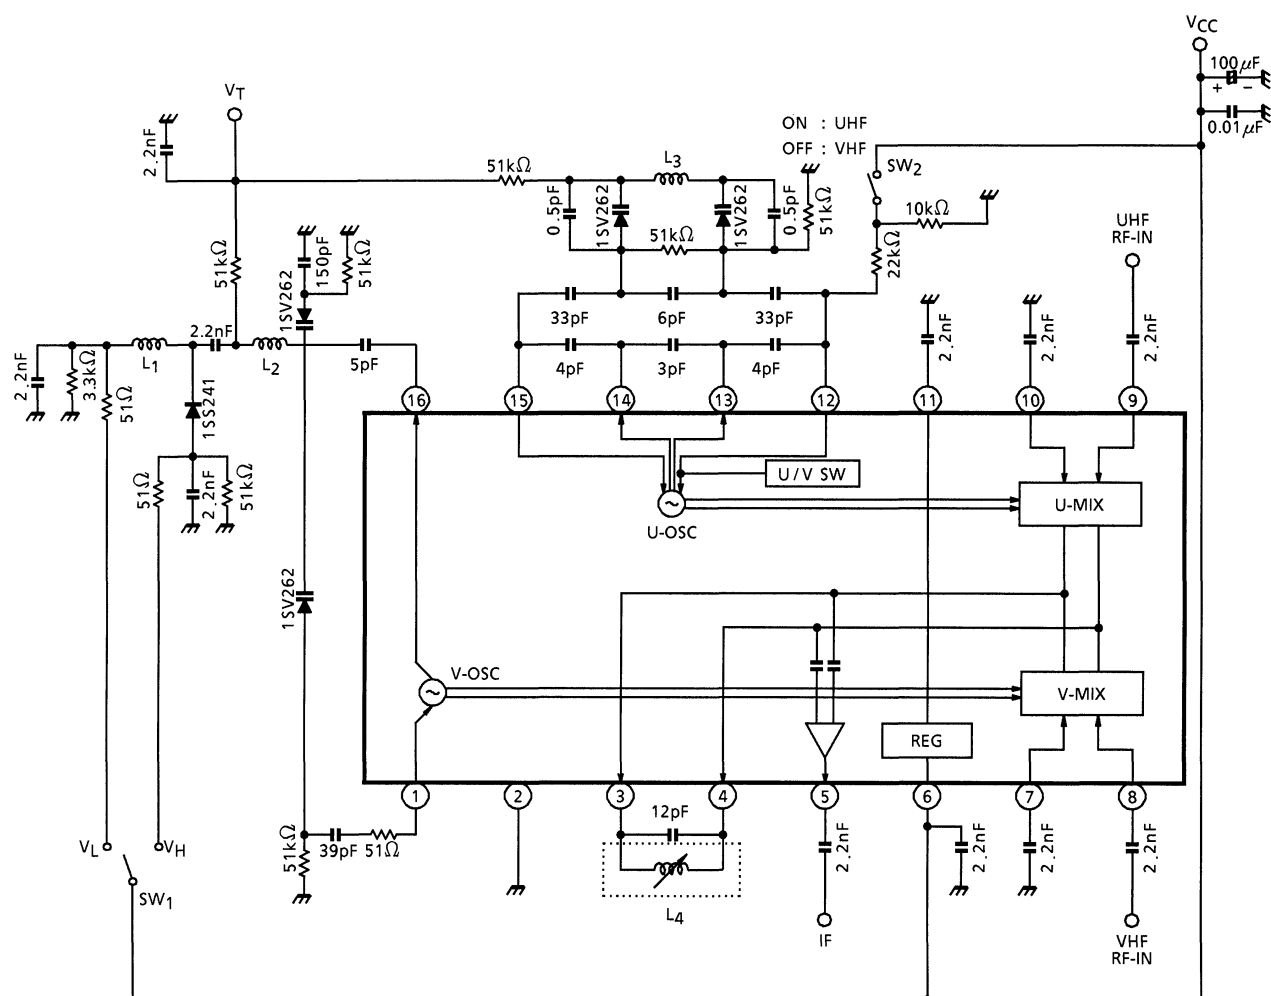 VCC
100μF
+ −
0.01μF
VT
2.2nF
ON : UHF
OFF : VHF
SW2
51kΩ
L3
0.5pF
1SV262
51kΩ
1SV262
0.5pF
51kΩ
10kΩ
22kΩ
UHF
RF-IN
51kΩ
150pF
51kΩ
1SV262
33pF
6pF
33pF
2.2nF
L1
2.2nF
L2
5pF
4pF
3pF
4pF
2.2nF
2.2nF
2.2nF
3.3kΩ
51Ω
1SS241
16
15
14
13
12
11
10
9
51Ω
2.2nF
51kΩ
U/V SW
~
U-OSC
U-MIX
1SV262
V-OSC
~
V-MIX
REG
1
2
3
4
5
6
7
8
VL
VH
SW1
51kΩ
39pF
51Ω
12pF
L4
2.2nF
2.2nF
2.2nF
2.2nF
IF
VHF
RF-IN